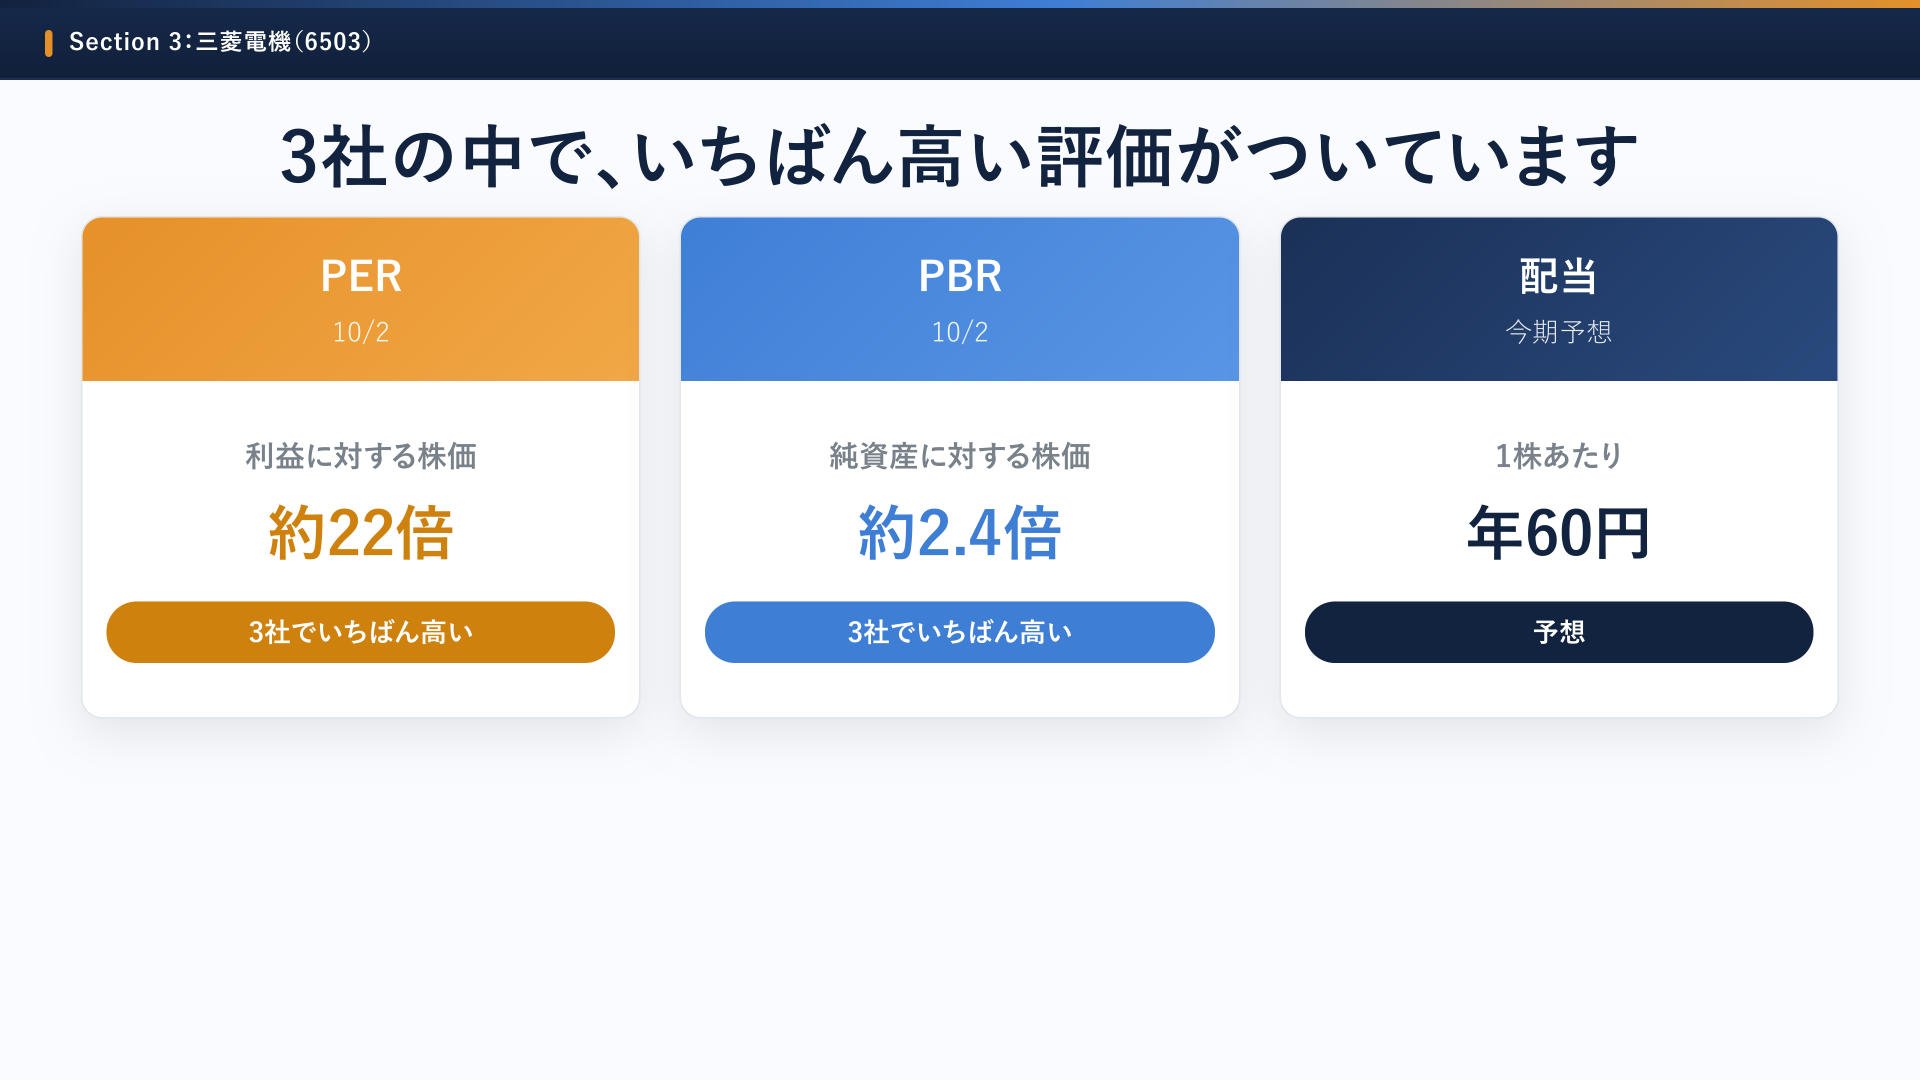 Section 3：三菱電機（6503）
3社の中で、いちばん高い評価がついています
PER
10/2
利益に対する株価
約22倍
3社でいちばん高い
PBR
10/2
純資産に対する株価
約2.4倍
3社でいちばん高い
配当
今期予想
1株あたり
年60円
予想